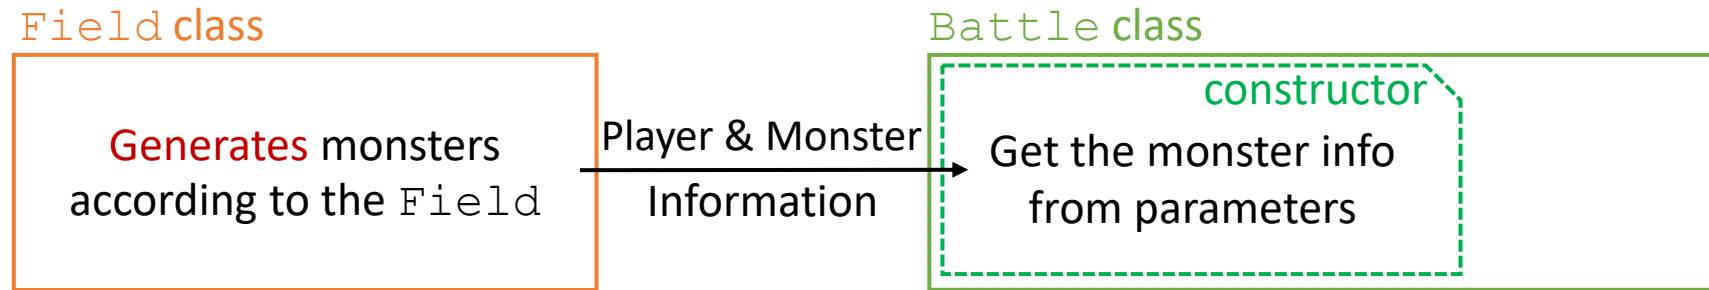 Field class
Generates monsters
according to the Field
Player & Monster
Information
Battle class
constructor
Get the monster info
from parameters